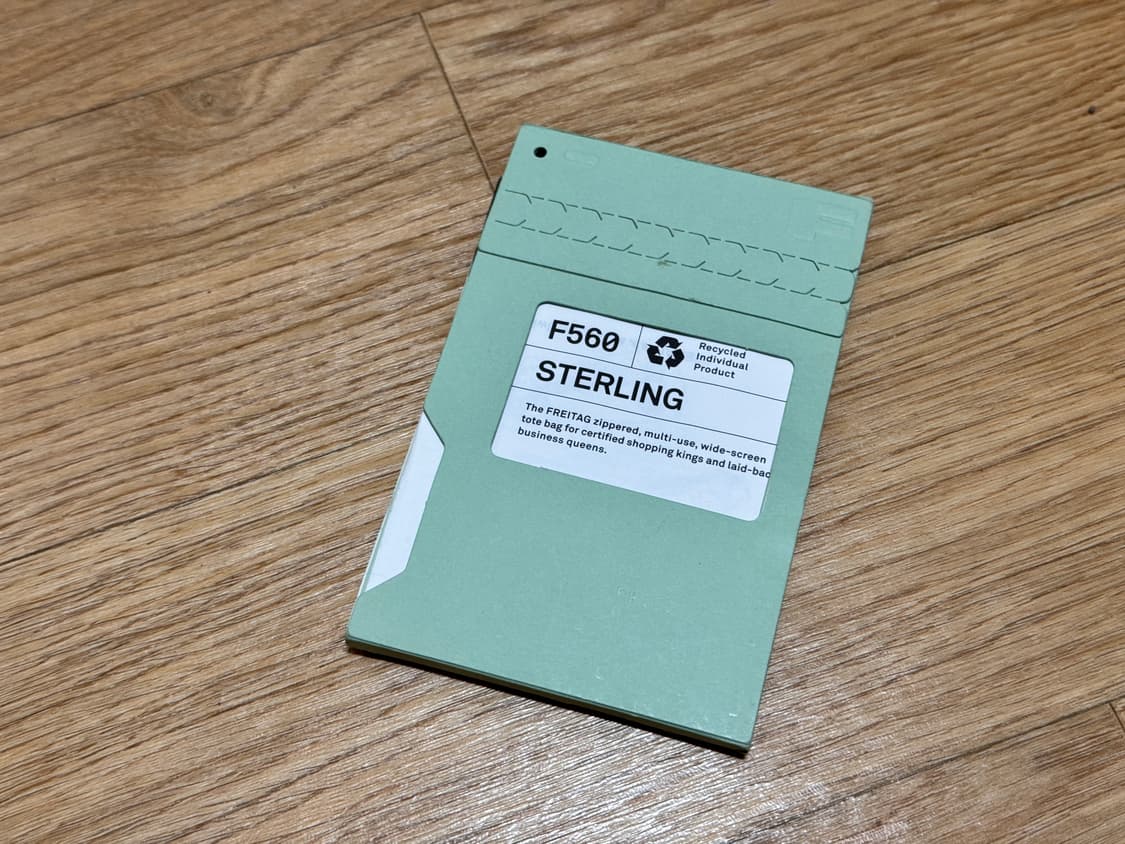 F560
Recycled
Individual
Product
STERLING
The FREITAG zippered, multi-use, wide-screen
tote bag for certified shopping kings and laid-bac
business queens.